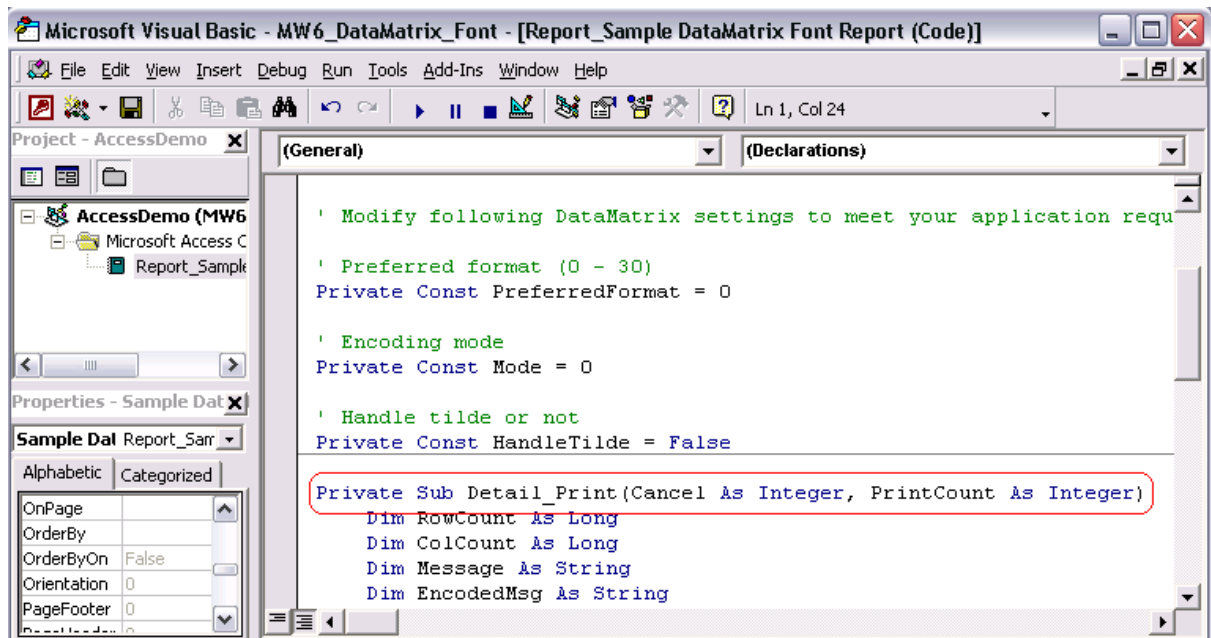 Microsoft Visual Basic - MW6_DataMatrix_Font - [Report_Sample DataMatrix Font Report (Code)]
File Edit View Insert Debug Run Tools Add-Ins Window Help
Ln 1, Col 24
Project - AccessDemo
AccessDemo (MW6
Microsoft Access C
Report_Sample
Properties - Sample Dat
Sample Dat Report_Sam
Alphabetic Categorized
OnPage
OrderBy
OrderByOn False
Orientation 0
PageFooter 0
(General) (Declarations)
' Modify following DataMatrix settings to meet your application requ
' Preferred format (0 - 30)
Private Const PreferredFormat = 0
' Encoding mode
Private Const Mode = 0
' Handle tilde or not
Private Const HandleTilde = False
Private Sub Detail_Print(Cancel As Integer, PrintCount As Integer)
Dim RowCount As Long
Dim ColCount As Long
Dim Message As String
Dim EncodedMsg As String